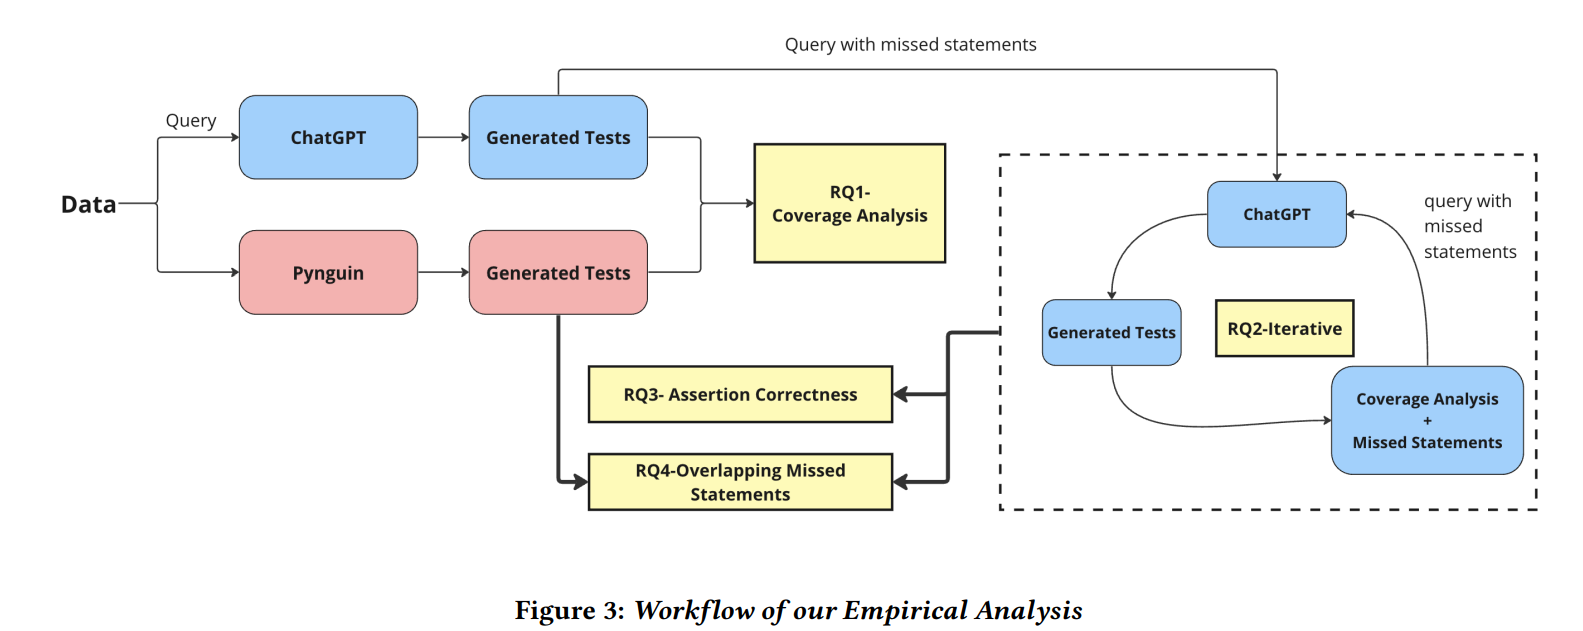 Query with missed statements
Query
ChatGPT
Generated Tests
Data
RQ1-
Coverage Analysis
Pynguin
Generated Tests
ChatGPT
query with
missed
statements
Generated Tests
RQ2-Iterative
Coverage Analysis
+
Missed Statements
RQ3- Assertion Correctness
RQ4-Overlapping Missed
Statements
Figure 3: Workflow of our Empirical Analysis